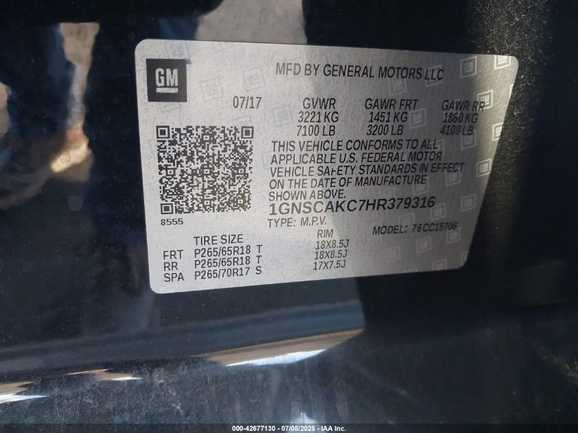 GM
MFD BY GENERAL MOTORS LLC
07/17 GVWR GAWR FRT GAWR RR
3221 KG 1451 KG 1860 KG
7100 LB 3200 LB 4100 LB
THIS VEHICLE CONFORMS TO ALL
APPLICABLE U.S. FEDERAL MOTOR
VEHICLE SAFETY STANDARDS IN EFFECT
ON THE DATE OF MANUFACTURE
SHOWN ABOVE.
1GNSCAKC7HR379316
8555
TYPE: M.P.V.
TIRE SIZE RIM
FRT P265/65R18 T 18X8.5J
RR P265/65R18 T 18X8.5J
SPA P265/70R17 S 17X7.5J
000-42677130 - 07/05/2025 - IAA Inc.